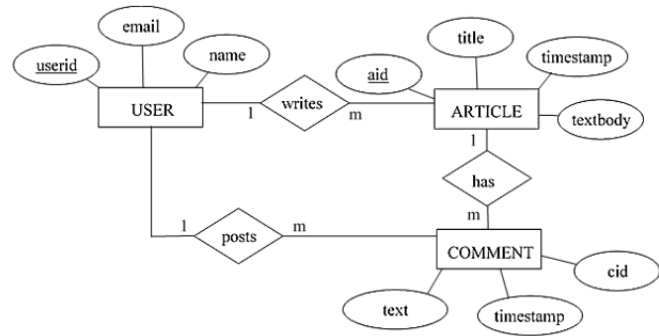 email
title
userid
name
timestamp
aid
USER
1
writes
m
ARTICLE
textbody
1
has
m
1
posts
m
COMMENT
cid
text
timestamp